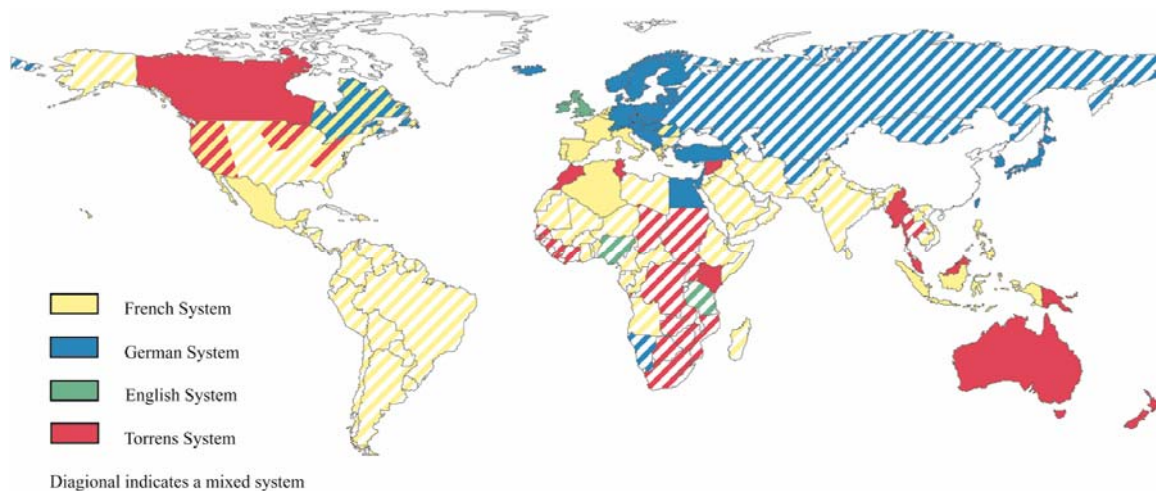 French System
German System
English System
Torrens System
Diagional indicates a mixed system